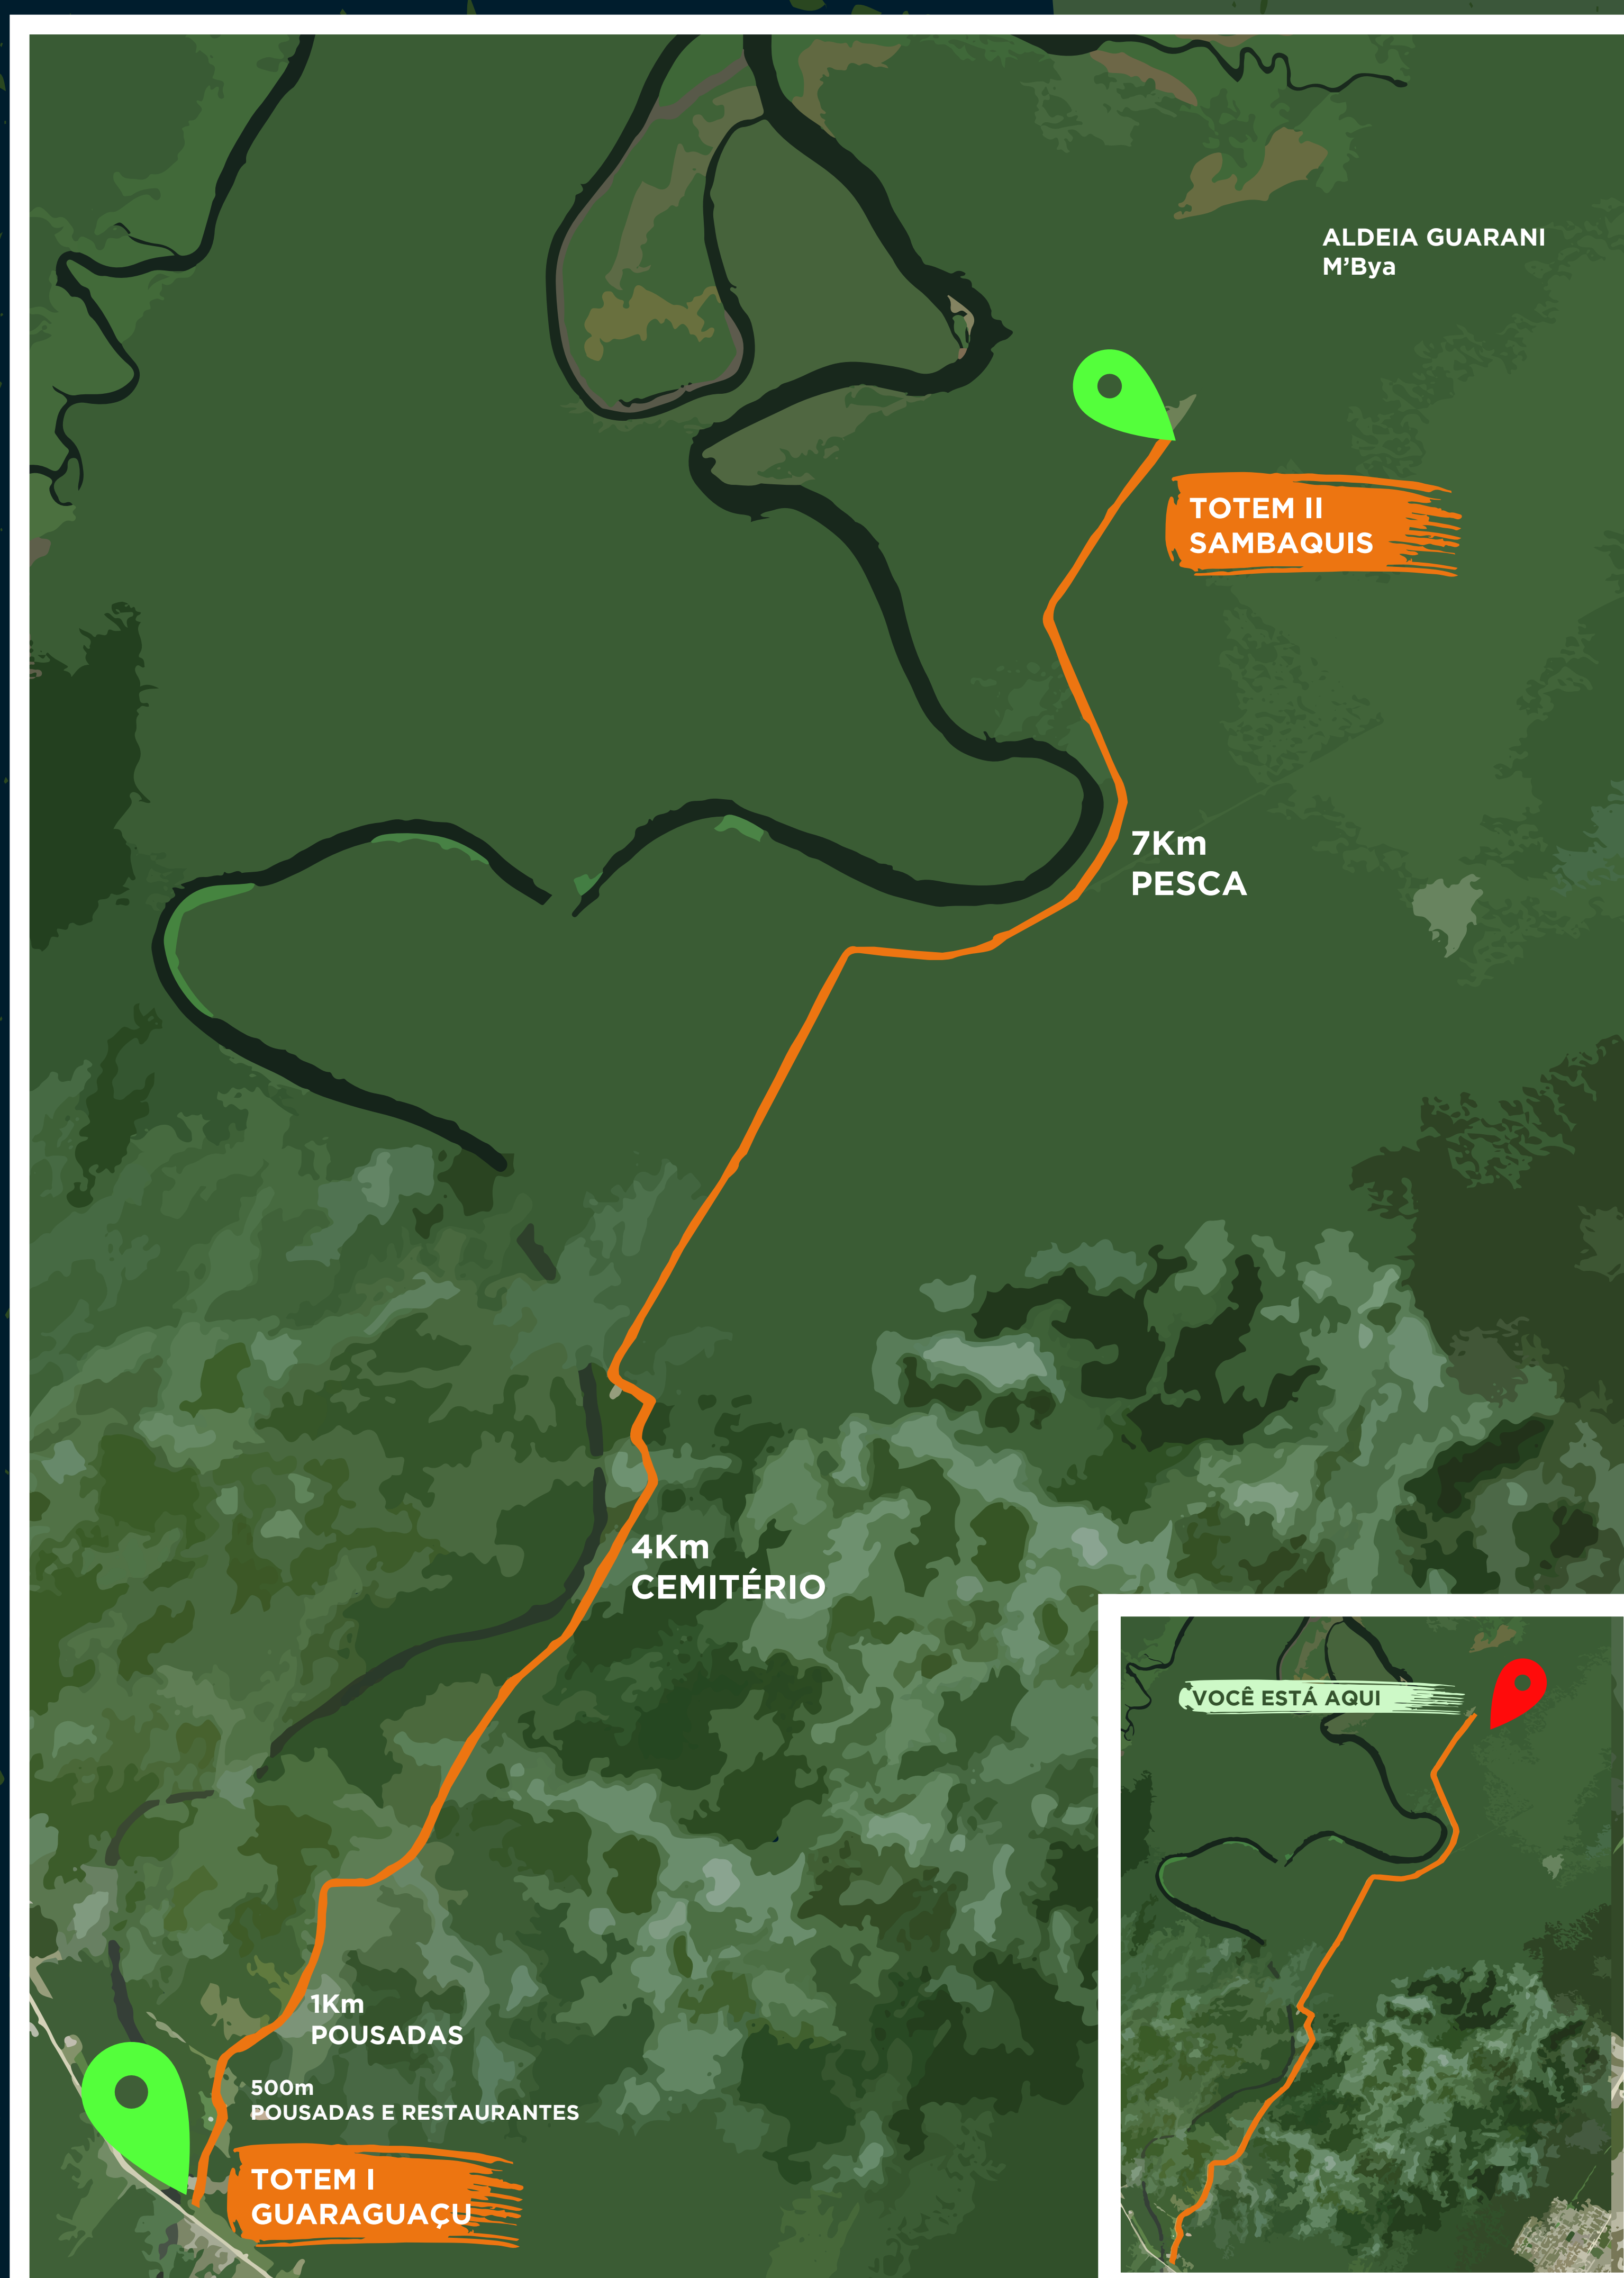 ALDEIA GUARANI
M’Bya
TOTEM II
SAMBAQUIS
7Km
PESCA
4Km
CEMITÉRIO
VOCÊ ESTÁ AQUI
1Km
POUSADAS
500m
POUSADAS E RESTAURANTES
TOTEM I
GUARAGUAÇU